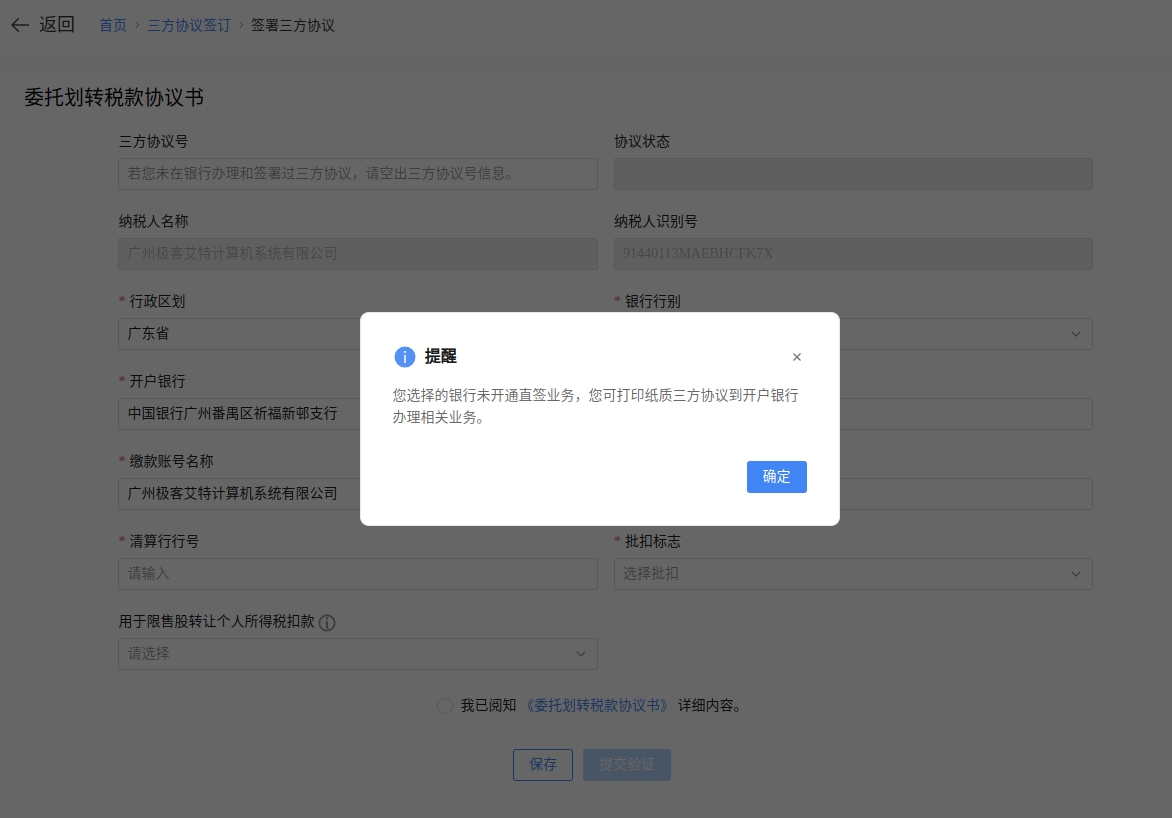 返回 首页 › 三方协议签订 › 签署三方协议
委托划转税款协议书
三方协议号 协议状态
若您未在银行办理和签署过三方协议，请空出三方协议号信息。
纳税人名称 纳税人识别号
广州极客艾特计算机系统有限公司 91440113MAEBHCFK7X
* 行政区划 * 银行行别
广东省
提醒
×
* 开户银行
您选择的银行未开通直签业务，您可打印纸质三方协议到开户银行
办理相关业务。
中国银行广州番禺区祈福新邨支行
* 缴款账号名称
确定
广州极客艾特计算机系统有限公司
* 清算行行号 * 批扣标志
请输入 选择批扣
用于限售股转让个人所得税扣款
请选择
我已阅知 《委托划转税款协议书》 详细内容。
保存 提交验证